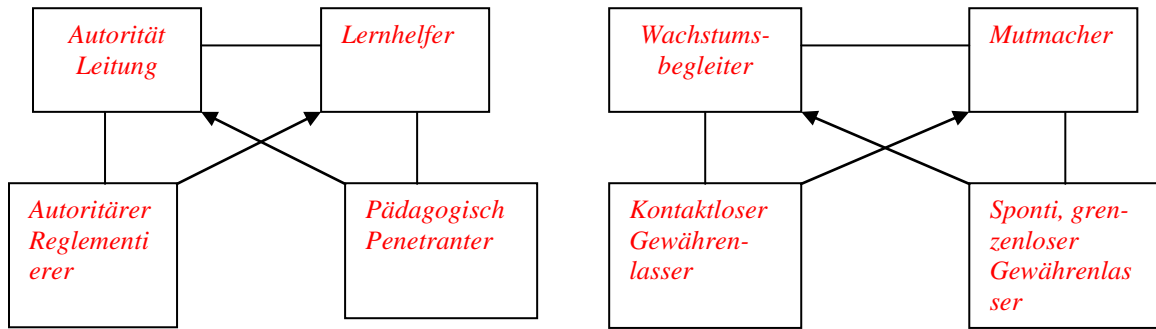 Autorität
Leitung
Lernhelfer
Wachstums-
begleiter
Mutmacher
Autoritärer
Reglementi
erer
Pädagogisch
Penetranter
Kontaktloser
Gewähren-
lasser
Sponti, gren-
zenloser
Gewährenlas
ser